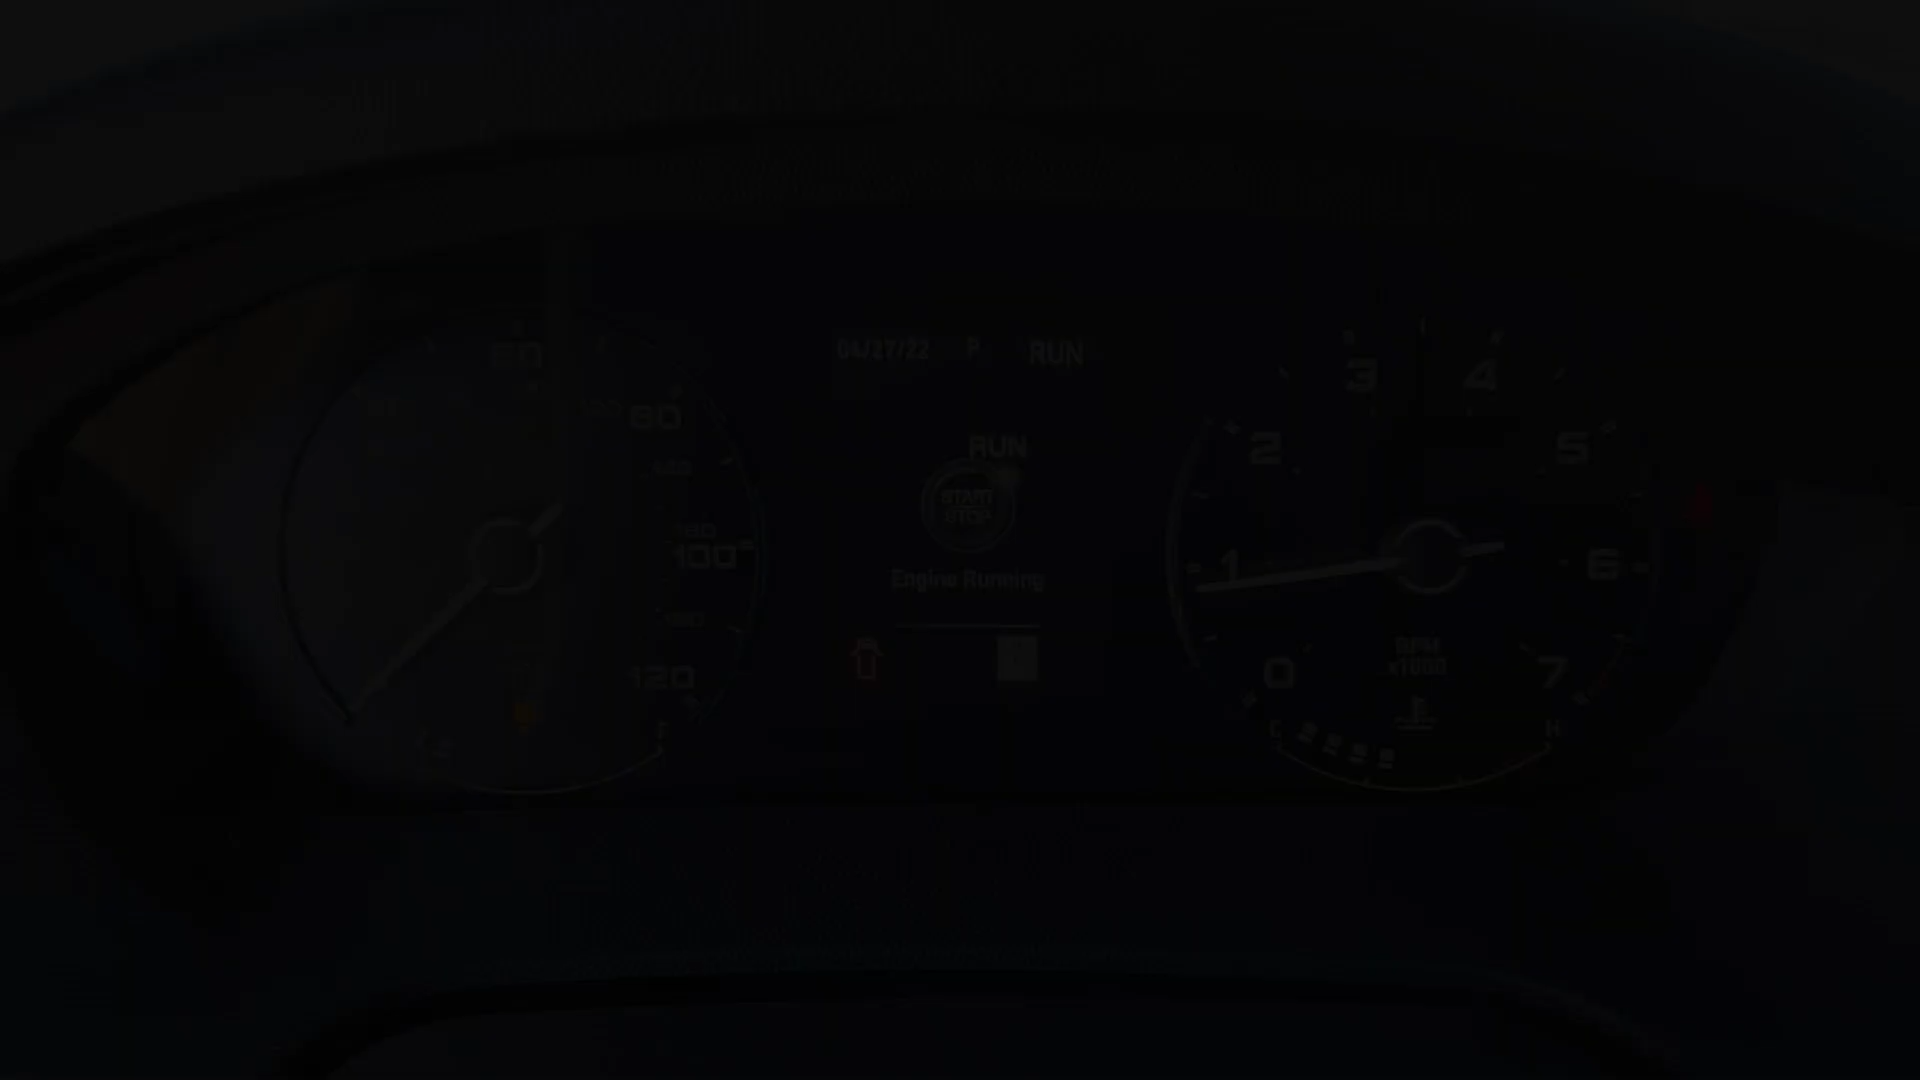 04/27/22 P RUN
RUN
START
STOP
Engine Running
60
80
100
120
0
1
2
3
4
5
6
7
RPM
x1000
C H
F